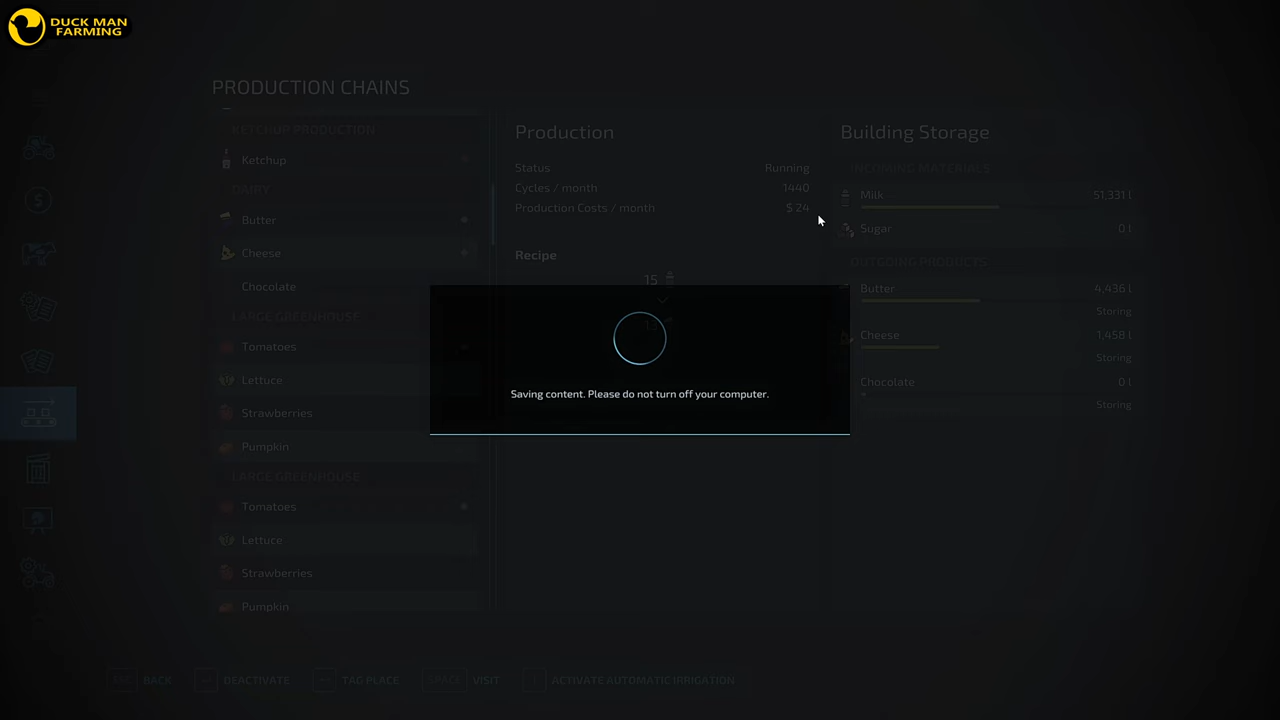 DUCK MAN
FARMING
PRODUCTION CHAINS
KETCHUP PRODUCTION
Ketchup
DAIRY
Butter
Cheese
Chocolate
LARGE GREENHOUSE
Tomatoes
Lettuce
Strawberries
Pumpkin
LARGE GREENHOUSE
Tomatoes
Lettuce
Strawberries
Pumpkin
Production
Status Running
Cycles / month 1440
Production Costs / month $ 24
Recipe
15
Saving content. Please do not turn off your computer.
Building Storage
INCOMING MATERIALS
Milk 51,331 l
Sugar 0 l
OUTGOING PRODUCTS
Butter 4,436 l
Storing
Cheese 1,458 l
Storing
Chocolate 0 l
Storing
BACK
DEACTIVATE
TAG PLACE
SPACE VISIT
ACTIVATE AUTOMATIC IRRIGATION